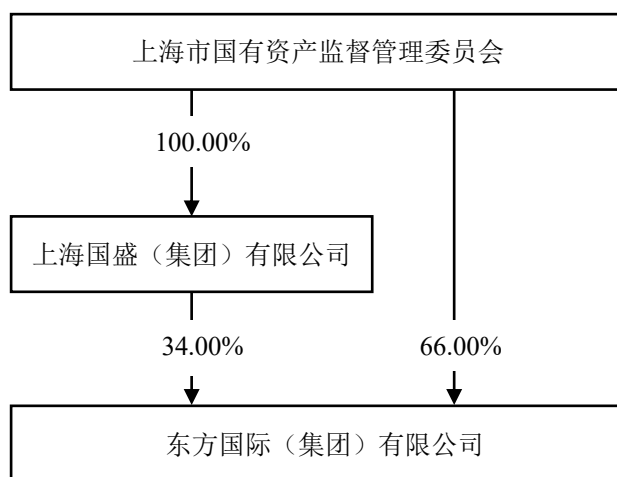 上海市国有资产监督管理委员会
100.00%
上海国盛（集团）有限公司
34.00%
66.00%
东方国际（集团）有限公司